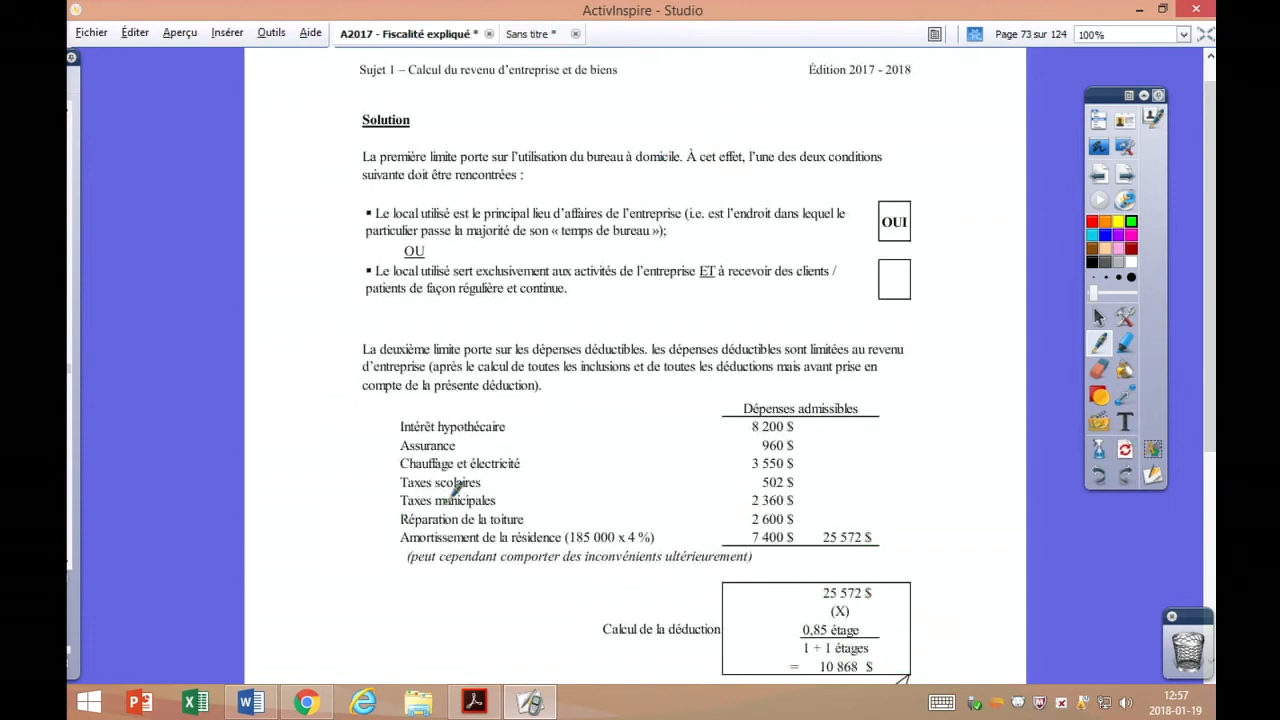 ActivInspire - Studio
Fichier Éditer Aperçu Insérer Outils Aide A2017 - Fiscalité expliqué * Sans titre * Page 73 sur 124 100%
Sujet 1 – Calcul du revenu d'entreprise et de biens Édition 2017 - 2018
Solution
La première limite porte sur l'utilisation du bureau à domicile. À cet effet, l'une des deux conditions
suivante doit être rencontrées :
▪ Le local utilisé est le principal lieu d'affaires de l'entreprise (i.e. est l'endroit dans lequel le
particulier passe la majorité de son « temps de bureau »);
OUI
OU
▪ Le local utilisé sert exclusivement aux activités de l'entreprise ET à recevoir des clients /
patients de façon régulière et continue.
La deuxième limite porte sur les dépenses déductibles. les dépenses déductibles sont limitées au revenu
d'entreprise (après le calcul de toutes les inclusions et de toutes les déductions mais avant prise en
compte de la présente déduction).
Dépenses admissibles
Intérêt hypothécaire 8 200 $
Assurance 960 $
Chauffage et électricité 3 550 $
Taxes scolaires 502 $
Taxes municipales 2 360 $
Réparation de la toiture 2 600 $
Amortissement de la résidence (185 000 x 4 %) 7 400 $ 25 572 $
(peut cependant comporter des inconvénients ultérieurement)
25 572 $
(X)
Calcul de la déduction 0,85 étage
1 + 1 étages
= 10 868 $
12:57
2018-01-19